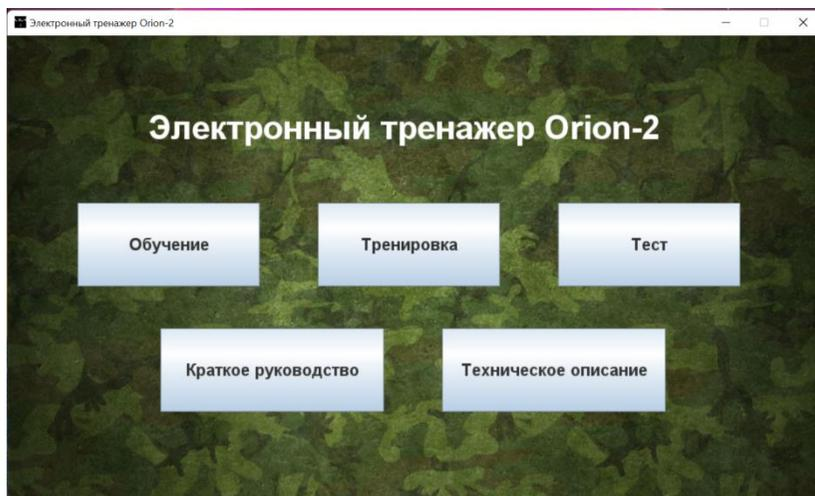 Электронный тренажер Orion-2
Электронный тренажер Orion-2
Обучение
Тренировка
Тест
Краткое руководство
Техническое описание